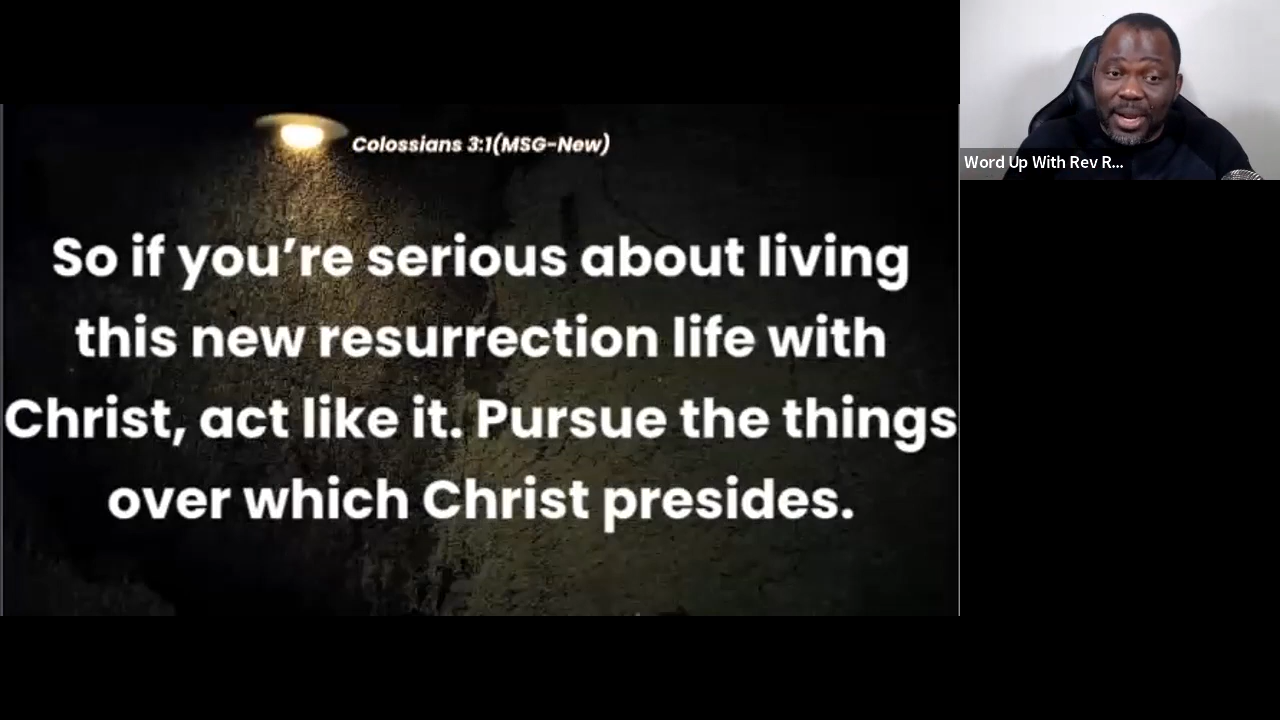 Colossians 3:1(MSG-New)
So if you’re serious about living
this new resurrection life with
Christ, act like it. Pursue the things
over which Christ presides.
Word Up With Rev R...